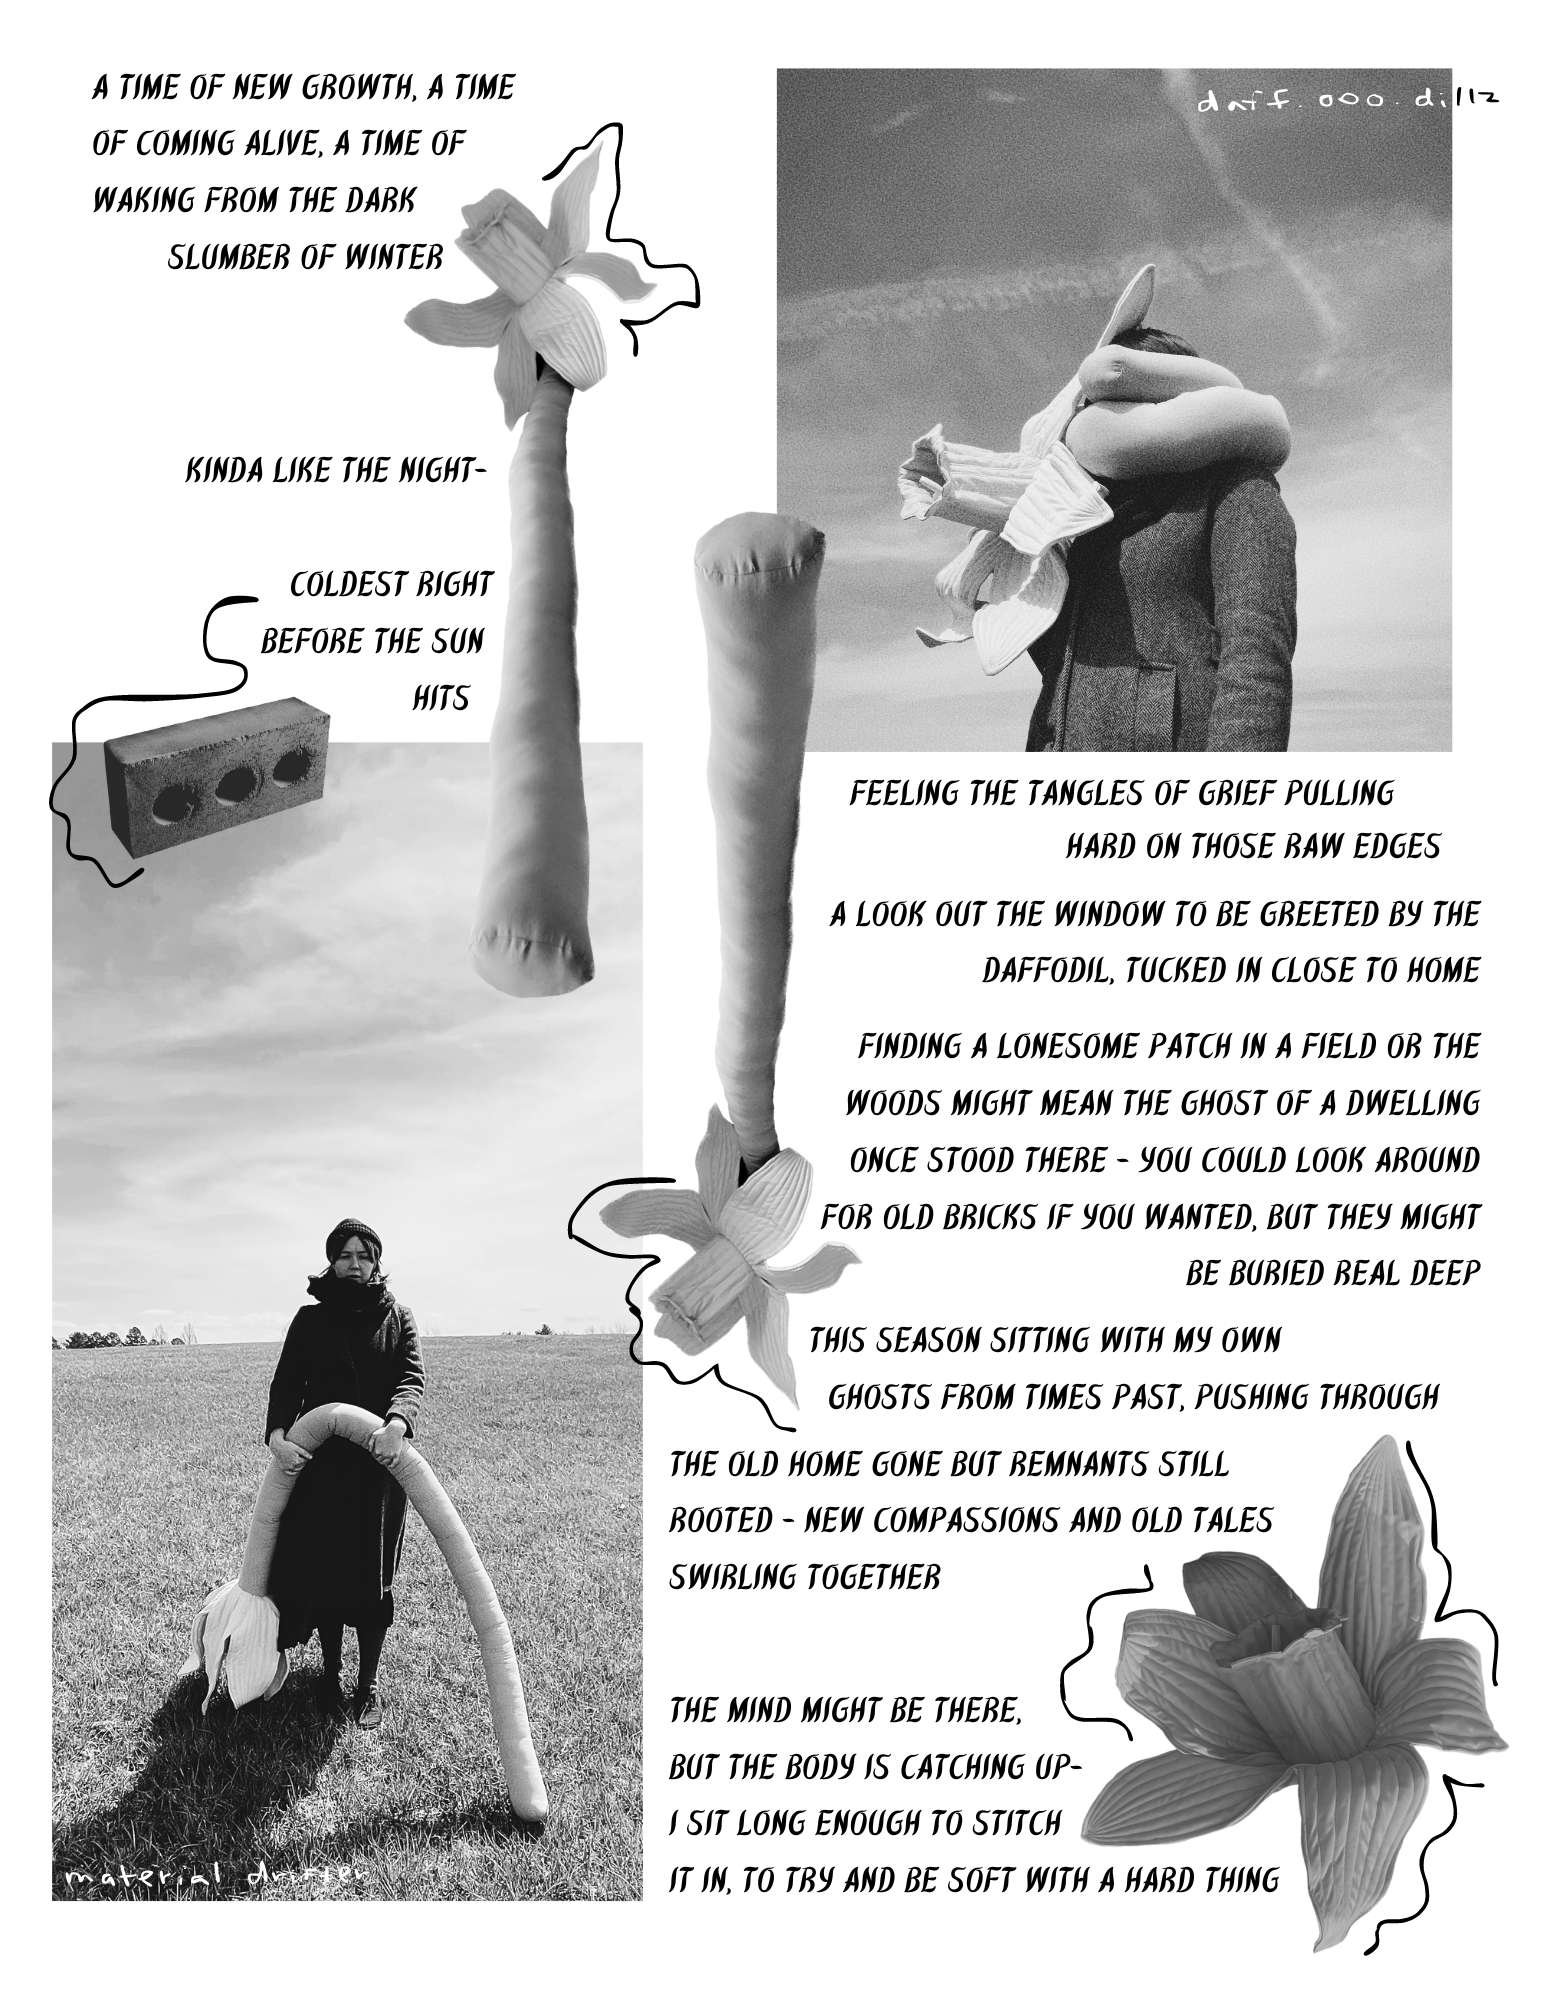 A TIME OF NEW GROWTH, A TIME
OF COMING ALIVE, A TIME OF
WAKING FROM THE DARK
SLUMBER OF WINTER
KINDA LIKE THE NIGHT-
COLDEST RIGHT
BEFORE THE SUN
HITS
daff.ooo.dillz
FEELING THE TANGLES OF GRIEF PULLING
HARD ON THOSE RAW EDGES
A LOOK OUT THE WINDOW TO BE GREETED BY THE
DAFFODIL, TUCKED IN CLOSE TO HOME
FINDING A LONESOME PATCH IN A FIELD OR THE
WOODS MIGHT MEAN THE GHOST OF A DWELLING
ONCE STOOD THERE - YOU COULD LOOK AROUND
FOR OLD BRICKS IF YOU WANTED, BUT THEY MIGHT
BE BURIED REAL DEEP
THIS SEASON SITTING WITH MY OWN
GHOSTS FROM TIMES PAST, PUSHING THROUGH
THE OLD HOME GONE BUT REMNANTS STILL
ROOTED - NEW COMPASSIONS AND OLD TALES
SWIRLING TOGETHER
THE MIND MIGHT BE THERE,
BUT THE BODY IS CATCHING UP-
I SIT LONG ENOUGH TO STITCH
IT IN, TO TRY AND BE SOFT WITH A HARD THING
material drifter